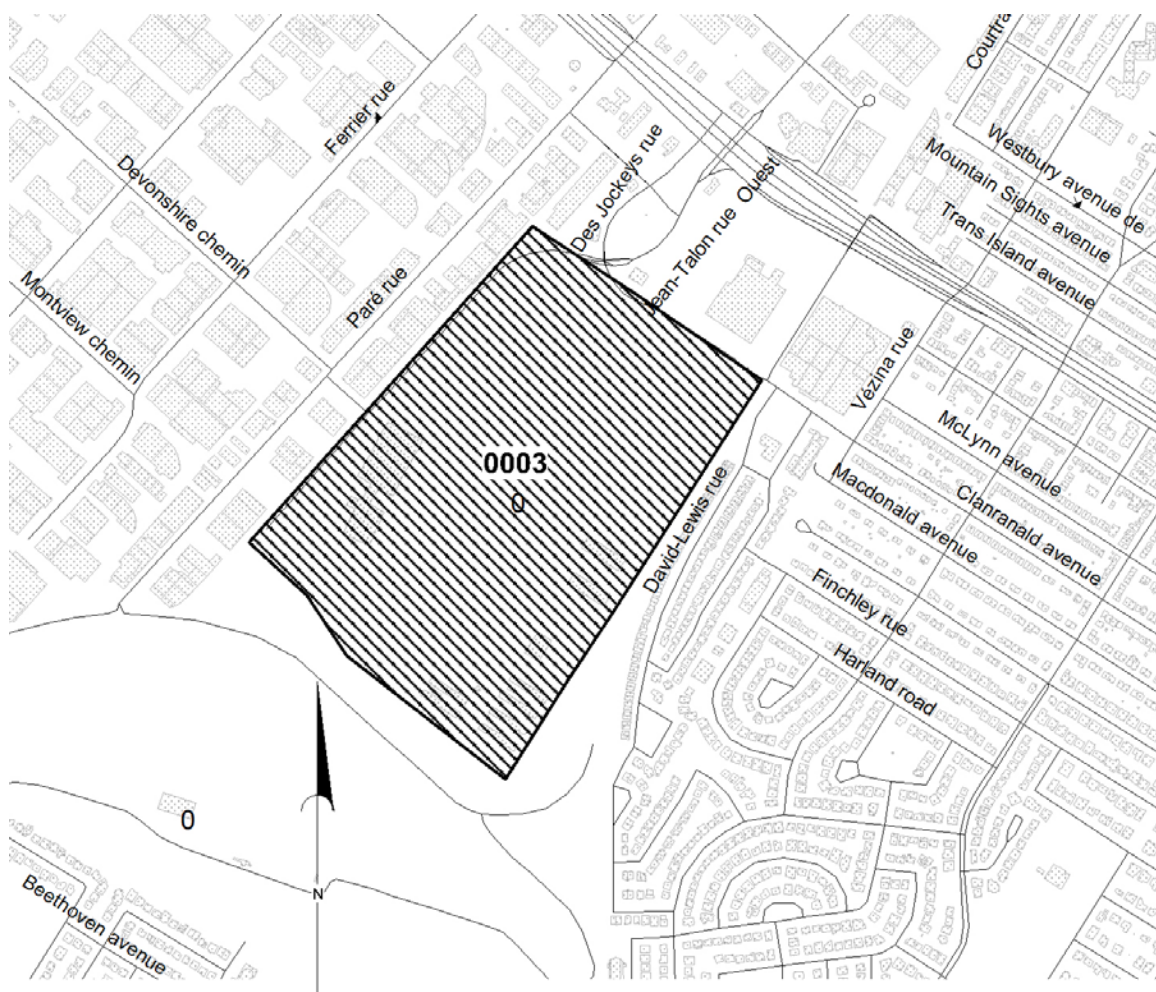 Courtra
Ferrier rue
Westbury avenue de
Mountain Sights avenue
Trans Island avenue
Devonshire chemin
Des Jockeys rue
Jean-Talon rue Ouest
Montview chemin
Paré rue
Vézina rue
McLynn avenue
0003
0
Clanranald avenue
Macdonald avenue
David-Lewis rue
Finchley rue
Harland road
0
N
Beethoven avenue